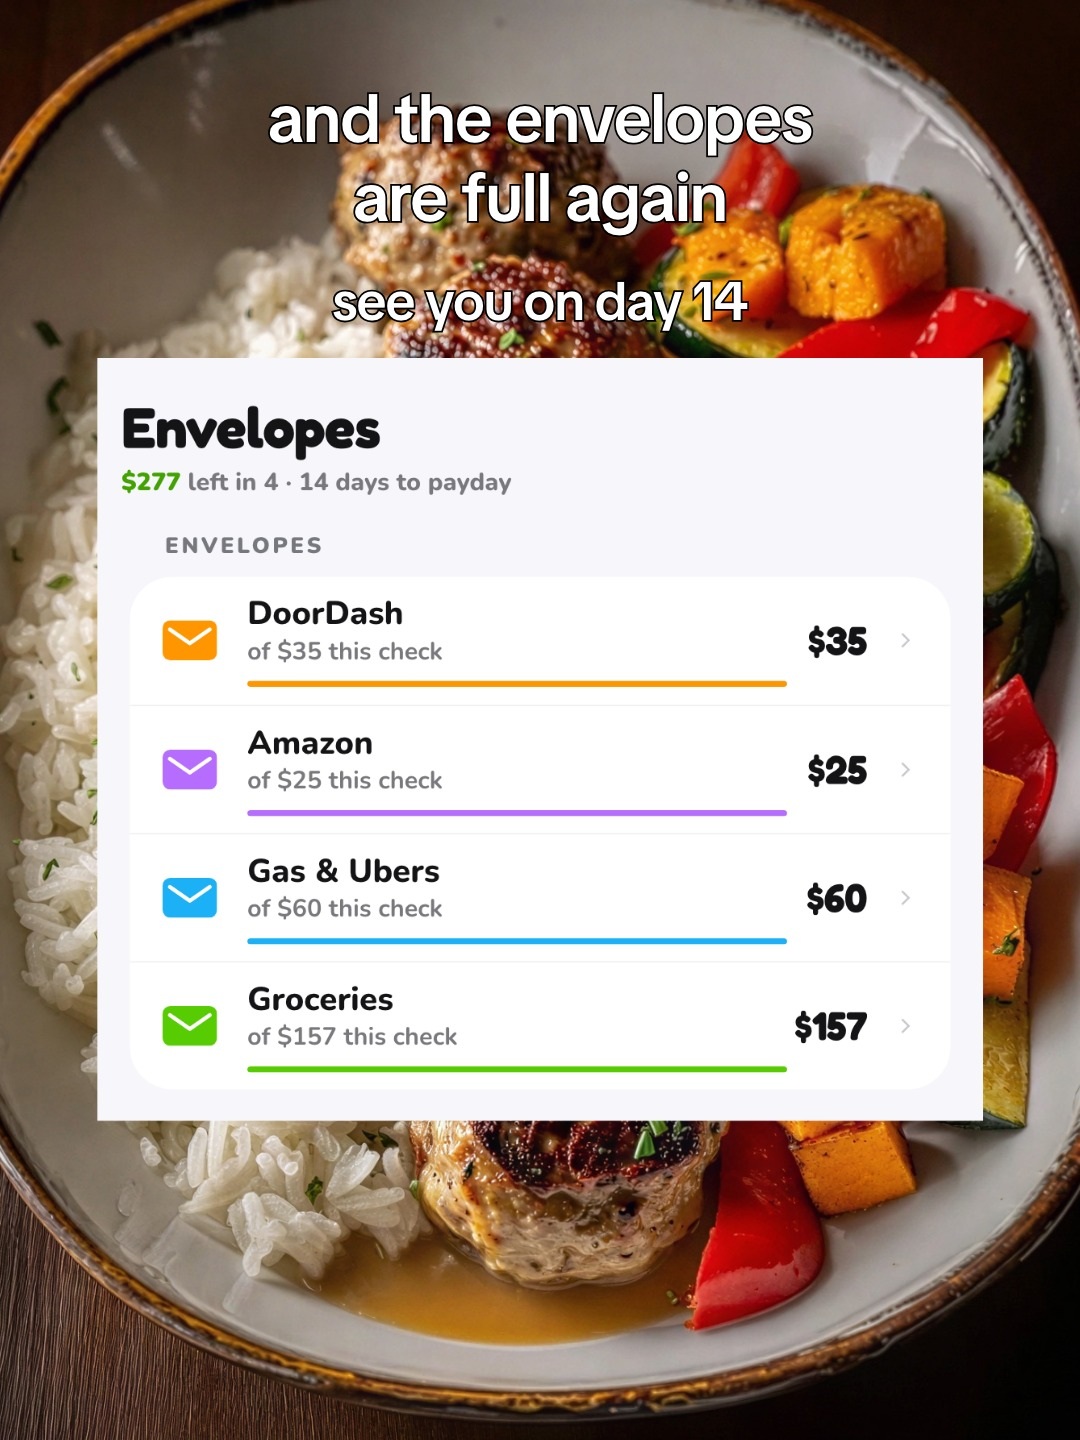 and the envelopes
are full again
see you on day 14
Envelopes
$277 left in 4 · 14 days to payday
ENVELOPES
DoorDash
of $35 this check
$35
Amazon
of $25 this check
$25
Gas & Ubers
of $60 this check
$60
Groceries
of $157 this check
$157